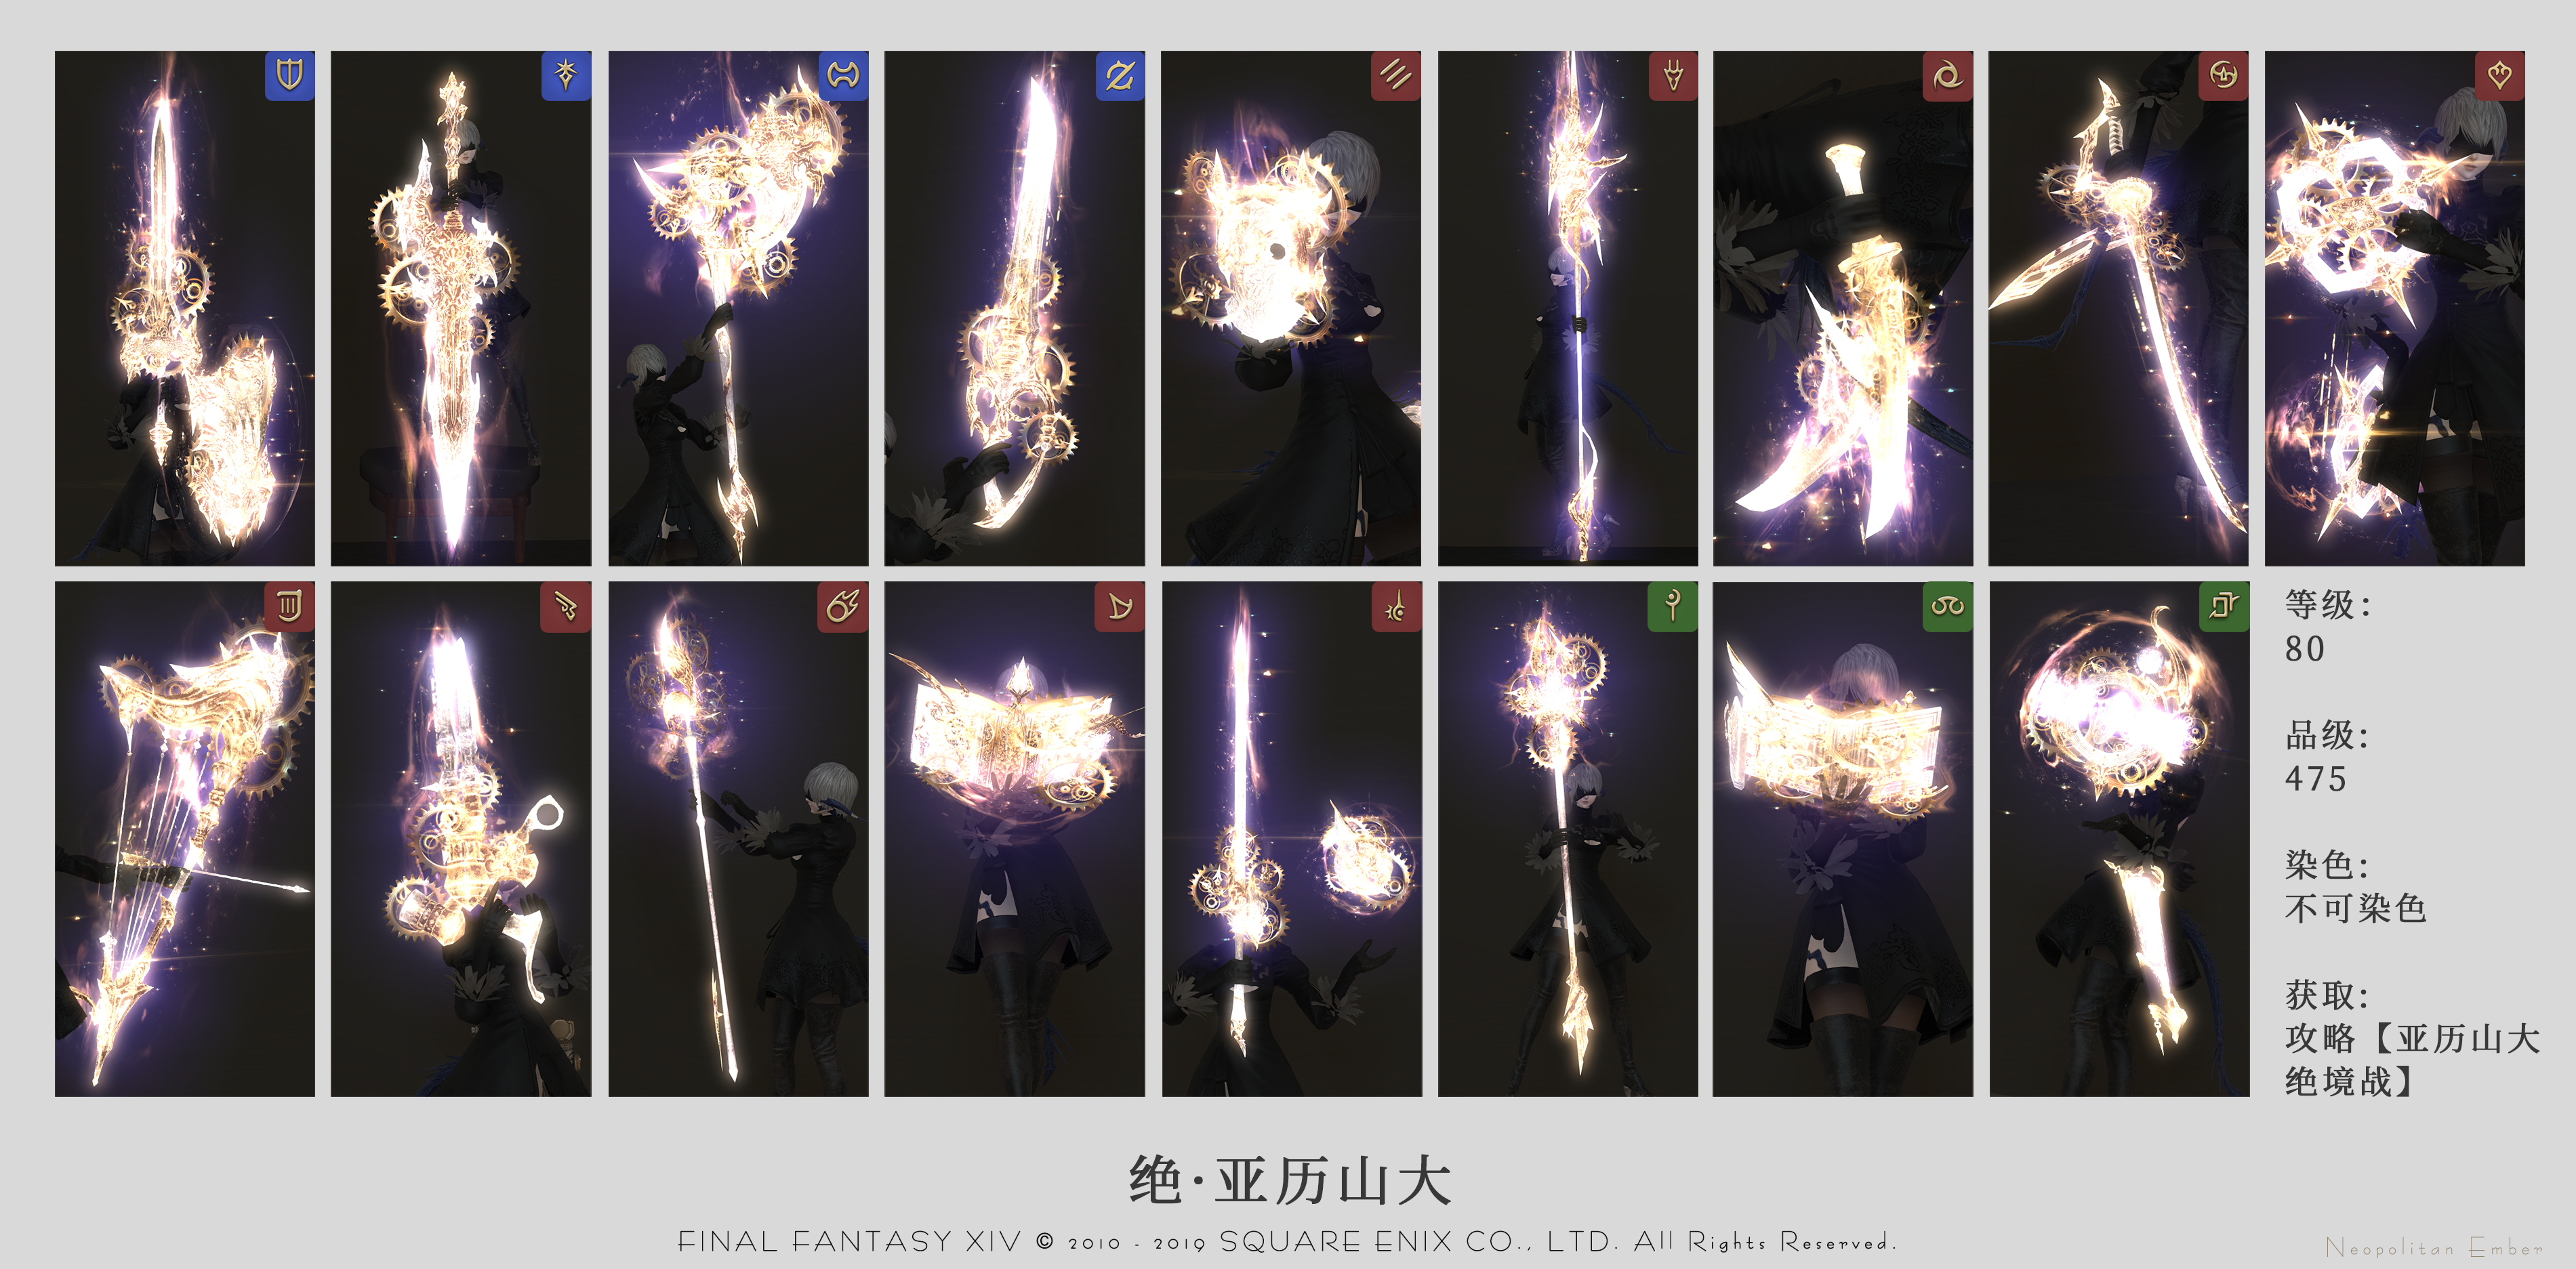 等级:
80
品级:
475
染色:
不可染色
获取:
攻略【亚历山大
绝境战】
绝·亚历山大
FINAL FANTASY XIV © 2010 - 2019 SQUARE ENIX CO., LTD. All Rights Reserved.
Neopolitan Ember